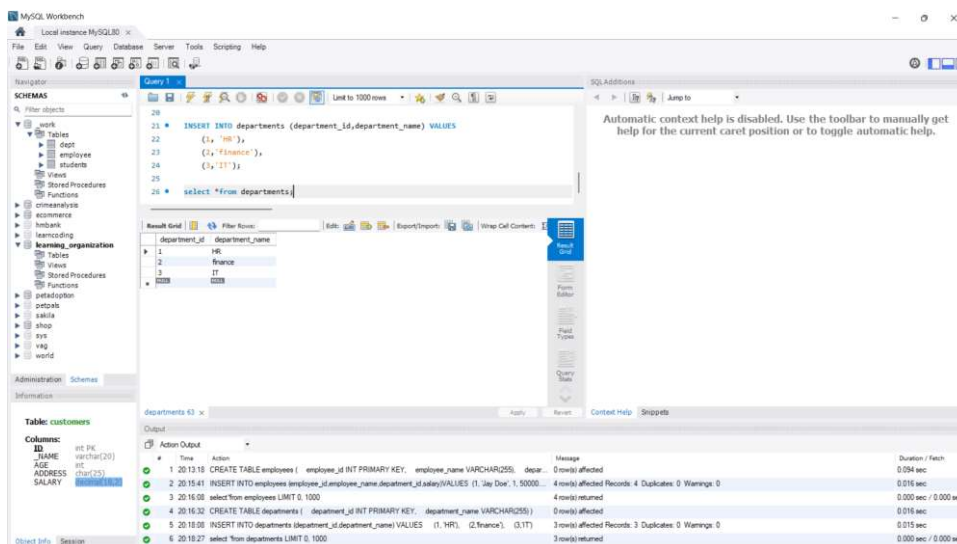 MySQL Workbench
Local instance MySQL80
File Edit View Query Database Server Tools Scripting Help
Navigator
SCHEMAS
Filter objects
_work
Tables
dept
employee
students
Views
Stored Procedures
Functions
crimeanalysis
ecommerce
hmbank
learncoding
learning_organization
Tables
Views
Stored Procedures
Functions
petadoption
petpals
sakila
shop
sys
vag
world
Administration Schemas
Information
Table: customers
Columns:
ID int PK
_NAME varchar(20)
AGE int
ADDRESS char(25)
SALARY decimal(18,2)
Object Info Session
Query 1
Limit to 1000 rows
20
21 INSERT INTO departments (department_id,department_name) VALUES
22 (1, 'HR'),
23 (2,'finance'),
24 (3,'IT');
25
26 select *from departments;
Result Grid Filter Rows: Edit: Export/Import: Wrap Cell Content:
department_id department_name
1 HR
2 finance
3 IT
NULL NULL
Result Grid
Form Editor
Field Types
Query Stats
departments 63 Apply Revert
SQLAdditions
Jump to
Automatic context help is disabled. Use the toolbar to manually get
help for the current caret position or to toggle automatic help.
Context Help Snippets
Output
Action Output
# Time Action Message Duration / Fetch
1 20:13:18 CREATE TABLE employees ( employee_id INT PRIMARY KEY, employee_name VARCHAR(255), depar... 0 row(s) affected 0.094 sec
2 20:15:41 INSERT INTO employees (employee_id,employee_name,department_id,salary)VALUES (1, 'Jay Doe', 1, 50000... 4 row(s) affected Records: 4 Duplicates: 0 Warnings: 0 0.016 sec
3 20:16:08 select *from employees LIMIT 0, 1000 4 row(s) returned 0.000 sec / 0.000 se
4 20:16:32 CREATE TABLE departments ( department_id INT PRIMARY KEY, department_name VARCHAR(255) ) 0 row(s) affected 0.016 sec
5 20:18:08 INSERT INTO departments (department_id,department_name) VALUES (1, 'HR'), (2,'finance'), (3,'IT') 3 row(s) affected Records: 3 Duplicates: 0 Warnings: 0 0.015 sec
6 20:18:27 select *from departments LIMIT 0, 1000 3 row(s) returned 0.000 sec / 0.000 se